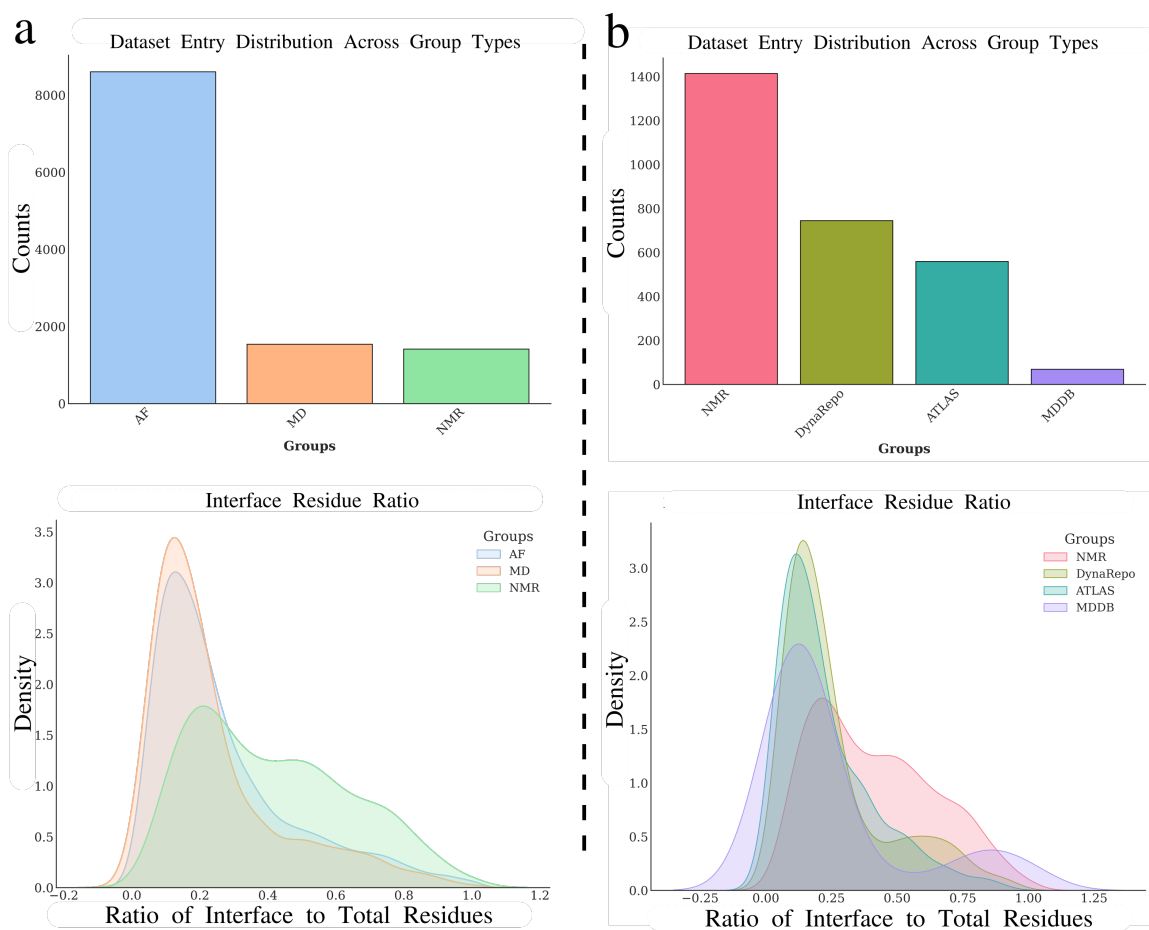 a
Dataset Entry Distribution Across Group Types
Counts
8000
6000
4000
2000
0
AF
MD
NMR
Groups
b
Dataset Entry Distribution Across Group Types
Counts
1400
1200
1000
800
600
400
200
0
NMR
DynaRepo
ATLAS
MDDB
Groups
Interface Residue Ratio
Density
3.5
3.0
2.5
2.0
1.5
1.0
0.5
0.0
Groups
AF
MD
NMR
−0.2 0.0 0.2 0.4 0.6 0.8 1.0 1.2
Ratio of Interface to Total Residues
Interface Residue Ratio
Density
3.0
2.5
2.0
1.5
1.0
0.5
0.0
Groups
NMR
DynaRepo
ATLAS
MDDB
−0.25 0.00 0.25 0.50 0.75 1.00 1.25
Ratio of Interface to Total Residues